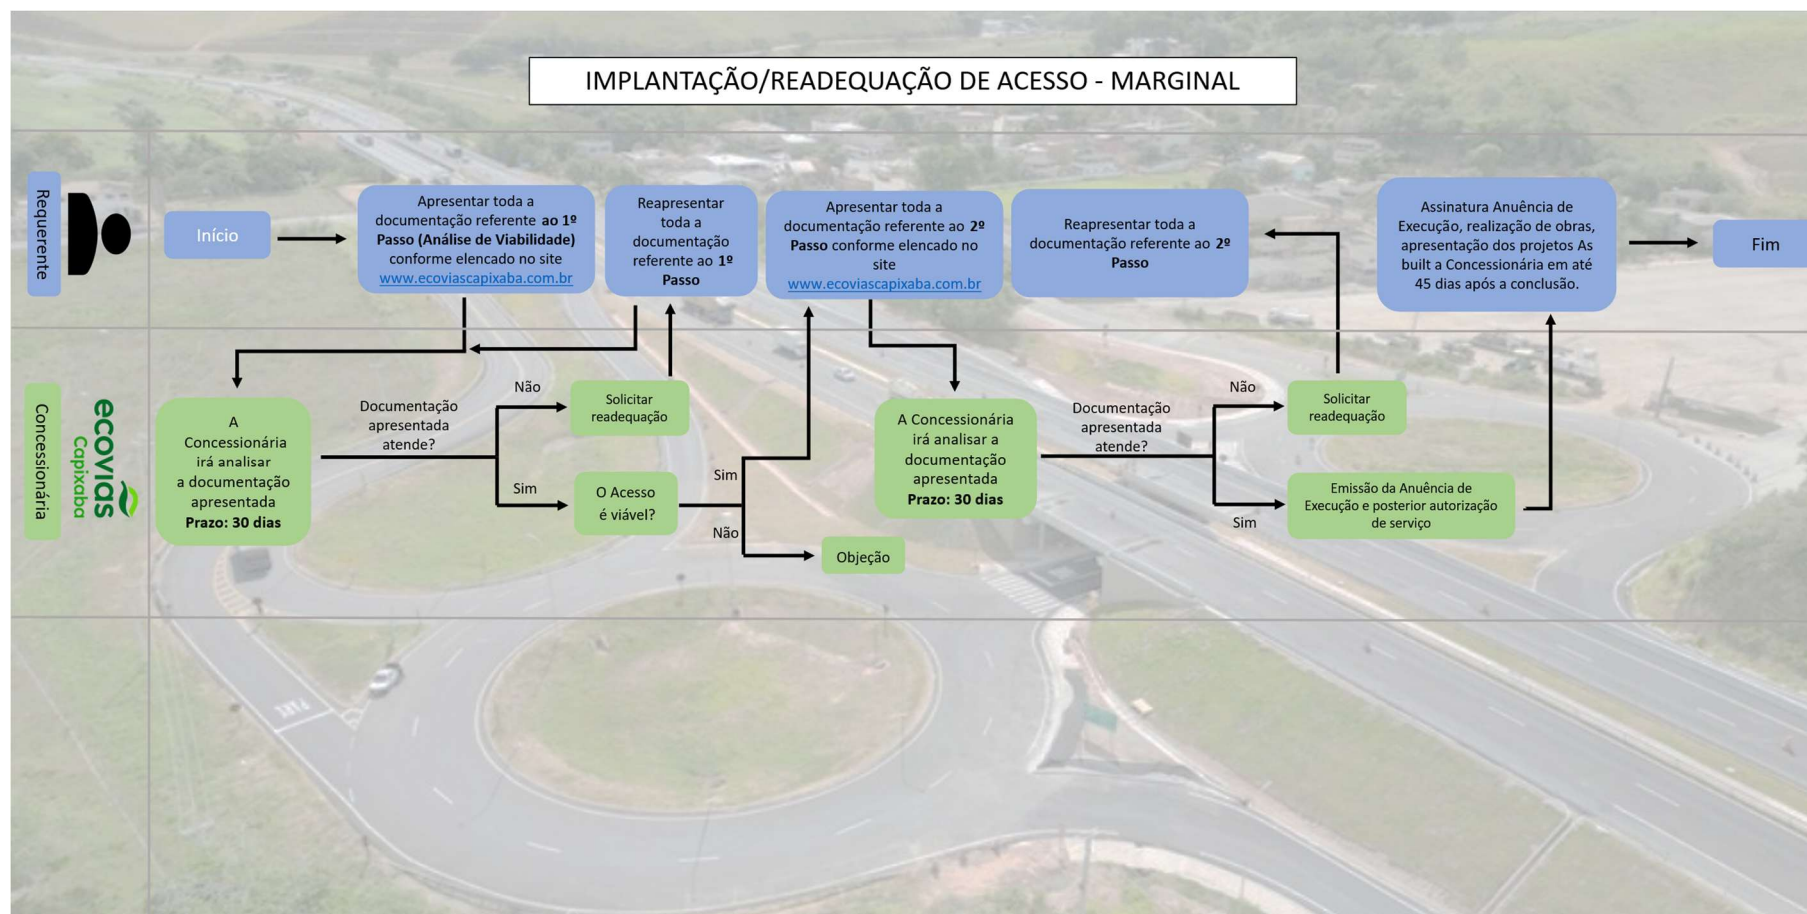 IMPLANTAÇÃO/READEQUAÇÃO DE ACESSO - MARGINAL
Requerente
Início
Apresentar toda a
documentação referente ao 1º
Passo (Análise de Viabilidade)
conforme elencado no site
www.ecoviascapixaba.com.br
Reapresentar
toda a
documentação
referente ao 1º
Passo
Apresentar toda a
documentação referente ao 2º
Passo conforme elencado no
site
www.ecoviascapixaba.com.br
Reapresentar toda a
documentação referente ao 2º
Passo
Assinatura Anuência de
Execução, realização de obras,
apresentação dos projetos As
built a Concessionária em até
45 dias após a conclusão.
Fim
Concessionária
ecovias
Capixaba
A
Concessionária
irá analisar
a documentação
apresentada
Prazo: 30 dias
Documentação
apresentada
atende?
Não
Solicitar
readequação
Sim
O Acesso
é viável?
Sim
Não
Objeção
A Concessionária
irá analisar a
documentação
apresentada
Prazo: 30 dias
Documentação
apresentada
atende?
Não
Solicitar
readequação
Sim
Emissão da Anuência de
Execução e posterior autorização
de serviço
PARE